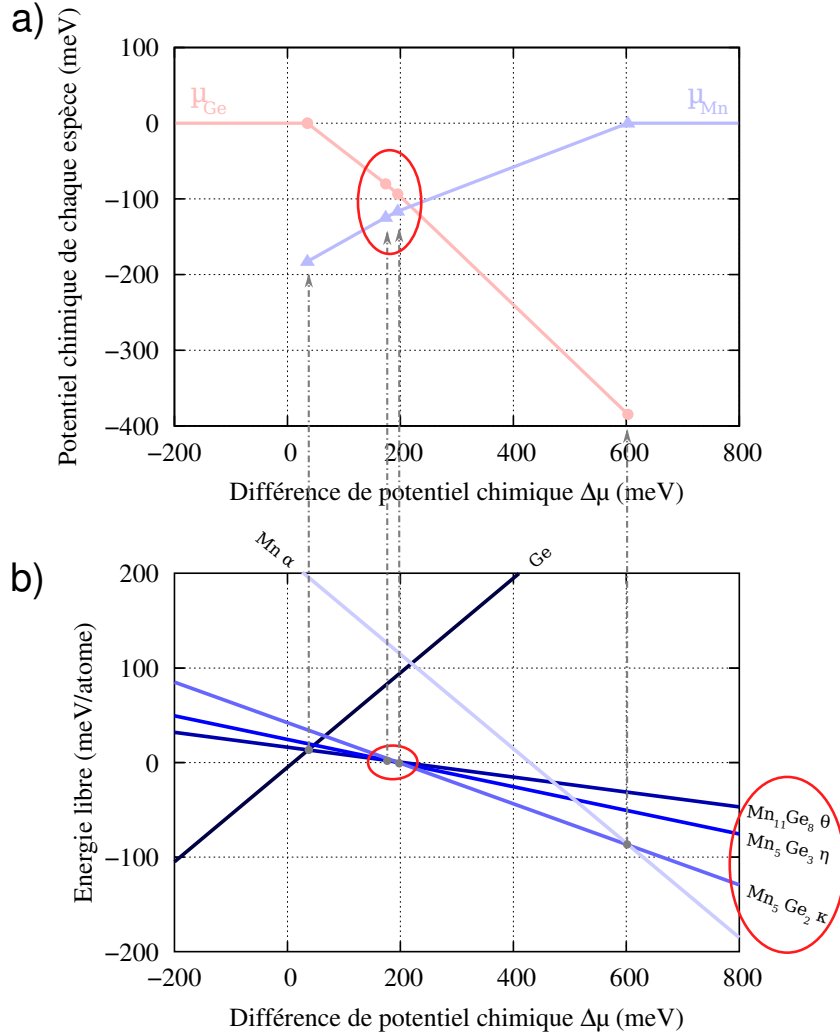 a)
Potentiel chimique de chaque espèce (meV)
100
0
−100
−200
−300
−400
μGe
μMn
−200
0
200
400
600
800
Différence de potentiel chimique Δμ (meV)
b)
Mn α
Ge
Energie libre (meV/atome)
200
100
0
−100
−200
Mn11Ge8 θ
Mn5Ge3 η
Mn5 Ge2 κ
−200
0
200
400
600
800
Différence de potentiel chimique Δμ (meV)